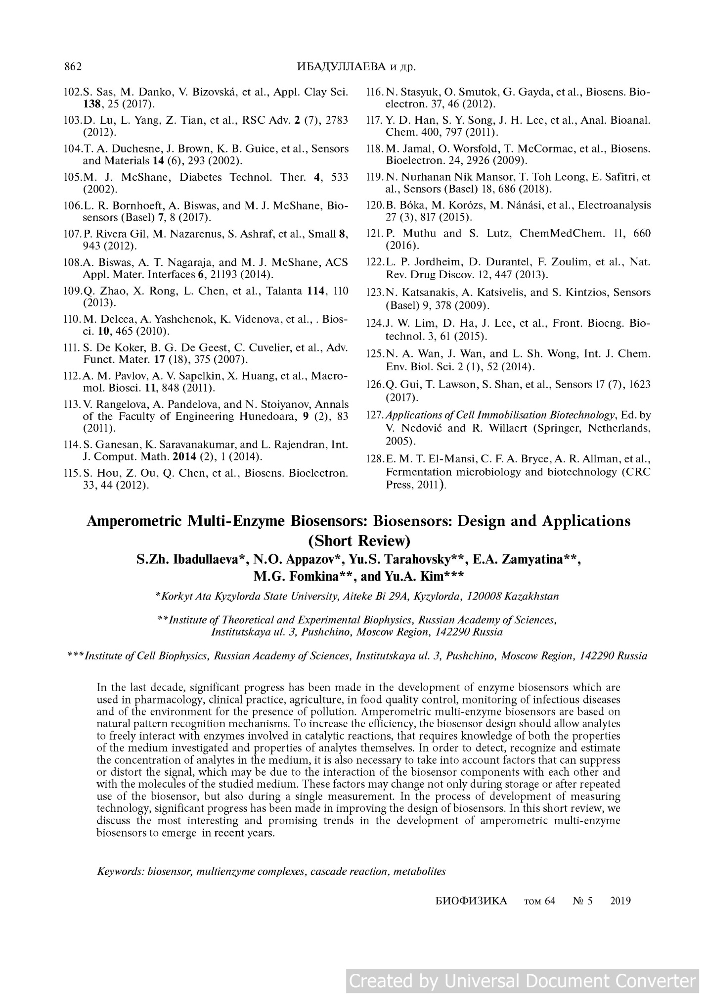 862
ИБАДУЛЛАЕВА и др.
102.S. Sas, M. Danko, V. Bizovská, et al., Appl. Clay Sci.
138, 25 (2017).
103.D. Lu, L. Yang, Z. Tian, et al., RSC Adv. 2 (7), 2783
(2012).
104.T. A. Duchesne, J. Brown, K. B. Guice, et al., Sensors
and Materials 14 (6), 293 (2002).
105.M. J. McShane, Diabetes Technol. Ther. 4, 533
(2002).
106.L. R. Bornhoeft, A. Biswas, and M. J. McShane, Bio-
sensors (Basel) 7, 8 (2017).
107.P. Rivera Gil, M. Nazarenus, S. Ashraf, et al., Small 8,
943 (2012).
108.A. Biswas, A. T. Nagaraja, and M. J. McShane, ACS
Appl. Mater. Interfaces 6, 21193 (2014).
109.Q. Zhao, X. Rong, L. Chen, et al., Talanta 114, 110
(2013).
110. M. Delcea, A. Yashchenok, K. Videnova, et al., . Bios-
ci. 10, 465 (2010).
111. S. De Koker, B. G. De Geest, C. Cuvelier, et al., Adv.
Funct. Mater. 17 (18), 375 (2007).
112.A. M. Pavlov, A. V. Sapelkin, X. Huang, et al., Macro-
mol. Biosci. 11, 848 (2011).
113. V. Rangelova, A. Pandelova, and N. Stoiyanov, Annals
of the Faculty of Engineering Hunedoara, 9 (2), 83
(2011).
114. S. Ganesan, K. Saravanakumar, and L. Rajendran, Int.
J. Comput. Math. 2014 (2), 1 (2014).
115. S. Hou, Z. Ou, Q. Chen, et al., Biosens. Bioelectron.
33, 44 (2012).
116. N. Stasyuk, O. Smutok, G. Gayda, et al., Biosens. Bio-
electron. 37, 46 (2012).
117. Y. D. Han, S. Y. Song, J. H. Lee, et al., Anal. Bioanal.
Chem. 400, 797 (2011).
118. M. Jamal, O. Worsfold, T. McCormac, et al., Biosens.
Bioelectron. 24, 2926 (2009).
119. N. Nurhanan Nik Mansor, T. Toh Leong, E. Safitri, et
al., Sensors (Basel) 18, 686 (2018).
120.B. Bóka, M. Korózs, M. Nánási, et al., Electroanalysis
27 (3), 817 (2015).
121. P. Muthu and S. Lutz, ChemMedChem. 11, 660
(2016).
122.L. P. Jordheim, D. Durantel, F. Zoulim, et al., Nat.
Rev. Drug Discov. 12, 447 (2013).
123.N. Katsanakis, A. Katsivelis, and S. Kintzios, Sensors
(Basel) 9, 378 (2009).
124.J. W. Lim, D. Ha, J. Lee, et al., Front. Bioeng. Bio-
technol. 3, 61 (2015).
125.N. A. Wan, J. Wan, and L. Sh. Wong, Int. J. Chem.
Env. Biol. Sci. 2 (1), 52 (2014).
126.Q. Gui, T. Lawson, S. Shan, et al., Sensors 17 (7), 1623
(2017).
127. Applications of Cell Immobilisation Biotechnology, Ed. by
V. Nedović and R. Willaert (Springer, Netherlands,
2005).
128.E. M. T. El-Mansi, C. F. A. Bryce, A. R. Allman, et al.,
Fermentation microbiology and biotechnology (CRC
Press, 2011).
Amperometric Multi-Enzyme Biosensors: Biosensors: Design and Applications
(Short Review)
S.Zh. Ibadullaeva*, N.O. Appazov*, Yu.S. Tarahovsky**, E.A. Zamyatina**,
M.G. Fomkina**, and Yu.A. Kim***
*Korkyt Ata Kyzylorda State University, Aiteke Bi 29A, Kyzylorda, 120008 Kazakhstan
**Institute of Theoretical and Experimental Biophysics, Russian Academy of Sciences,
Institutskaya ul. 3, Pushchino, Moscow Region, 142290 Russia
***Institute of Cell Biophysics, Russian Academy of Sciences, Institutskaya ul. 3, Pushchino, Moscow Region, 142290 Russia
In the last decade, significant progress has been made in the development of enzyme biosensors which are
used in pharmacology, clinical practice, agriculture, in food quality control, monitoring of infectious diseases
and of the environment for the presence of pollution. Amperometric multi-enzyme biosensors are based on
natural pattern recognition mechanisms. To increase the efficiency, the biosensor design should allow analytes
to freely interact with enzymes involved in catalytic reactions, that requires knowledge of both the properties
of the medium investigated and properties of analytes themselves. In order to detect, recognize and estimate
the concentration of analytes in the medium, it is also necessary to take into account factors that can suppress
or distort the signal, which may be due to the interaction of the biosensor components with each other and
with the molecules of the studied medium. These factors may change not only during storage or after repeated
use of the biosensor, but also during a single measurement. In the process of development of measuring
technology, significant progress has been made in improving the design of biosensors. In this short review, we
discuss the most interesting and promising trends in the development of amperometric multi-enzyme
biosensors to emerge in recent years.
Keywords: biosensor, multienzyme complexes, cascade reaction, metabolites
БИОФИЗИКА том 64 № 5 2019
Created by Universal Document Converter